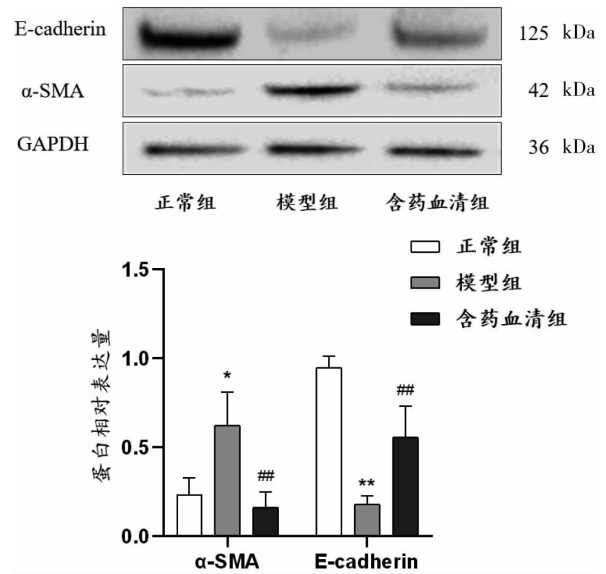 E-cadherin 125 kDa
α-SMA 42 kDa
GAPDH 36 kDa
正常组 模型组 含药血清组
正常组
模型组
含药血清组
蛋白相对表达量
1.5
1.0
0.5
0.0
*
##
**
##
α-SMA E-cadherin